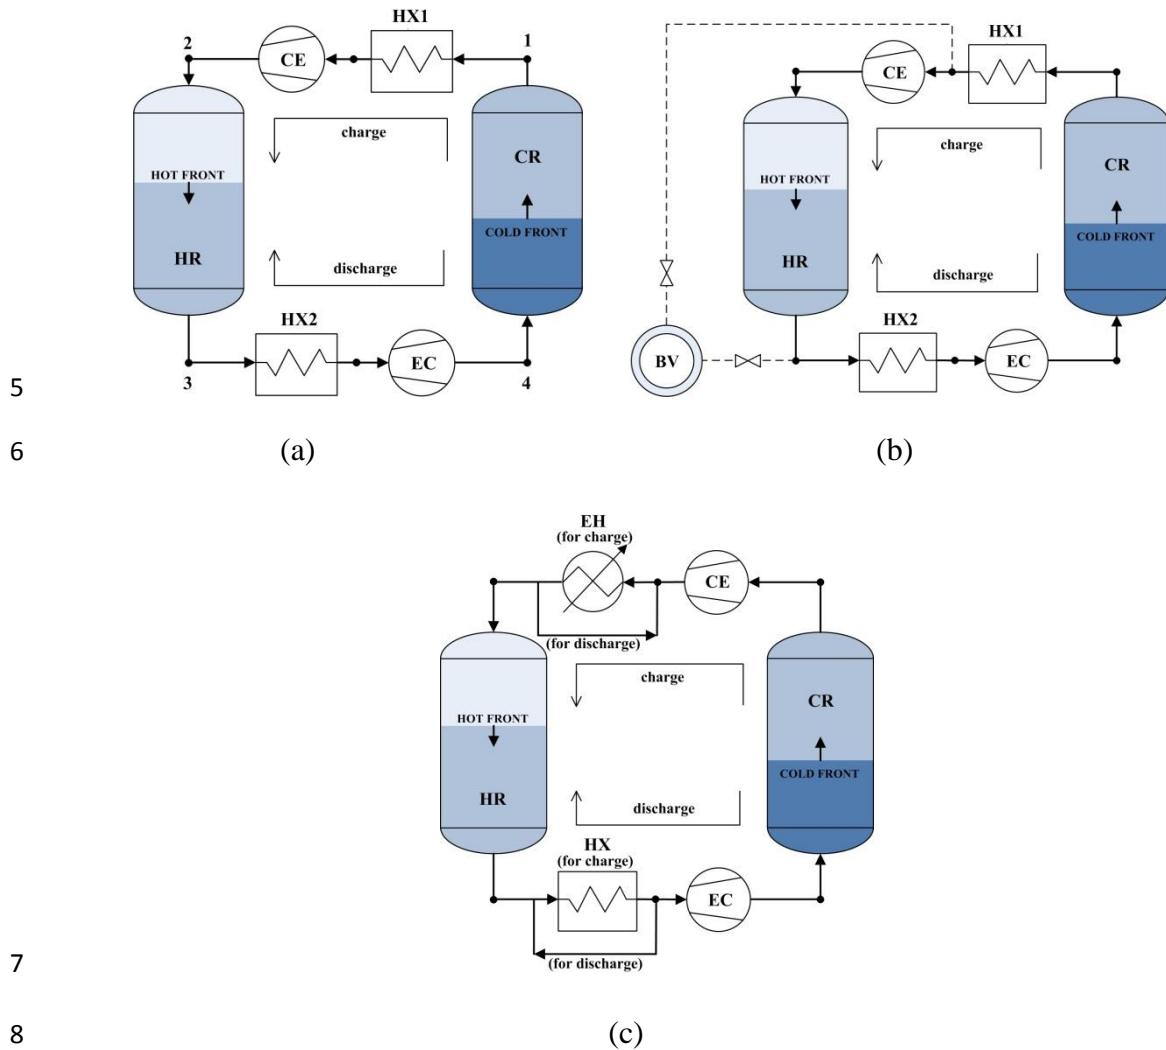 HX1
2
CE
1
charge
HOT FRONT
CR
HR
COLD FRONT
discharge
HX2
3
EC
4
HX1
CE
charge
HOT FRONT
CR
HR
COLD FRONT
discharge
HX2
BV
EC
5
6
(a)
(b)
EH
(for charge)
CE
(for discharge)
charge
HOT FRONT
CR
HR
COLD FRONT
discharge
HX
(for charge)
EC
(for discharge)
7
8
(c)